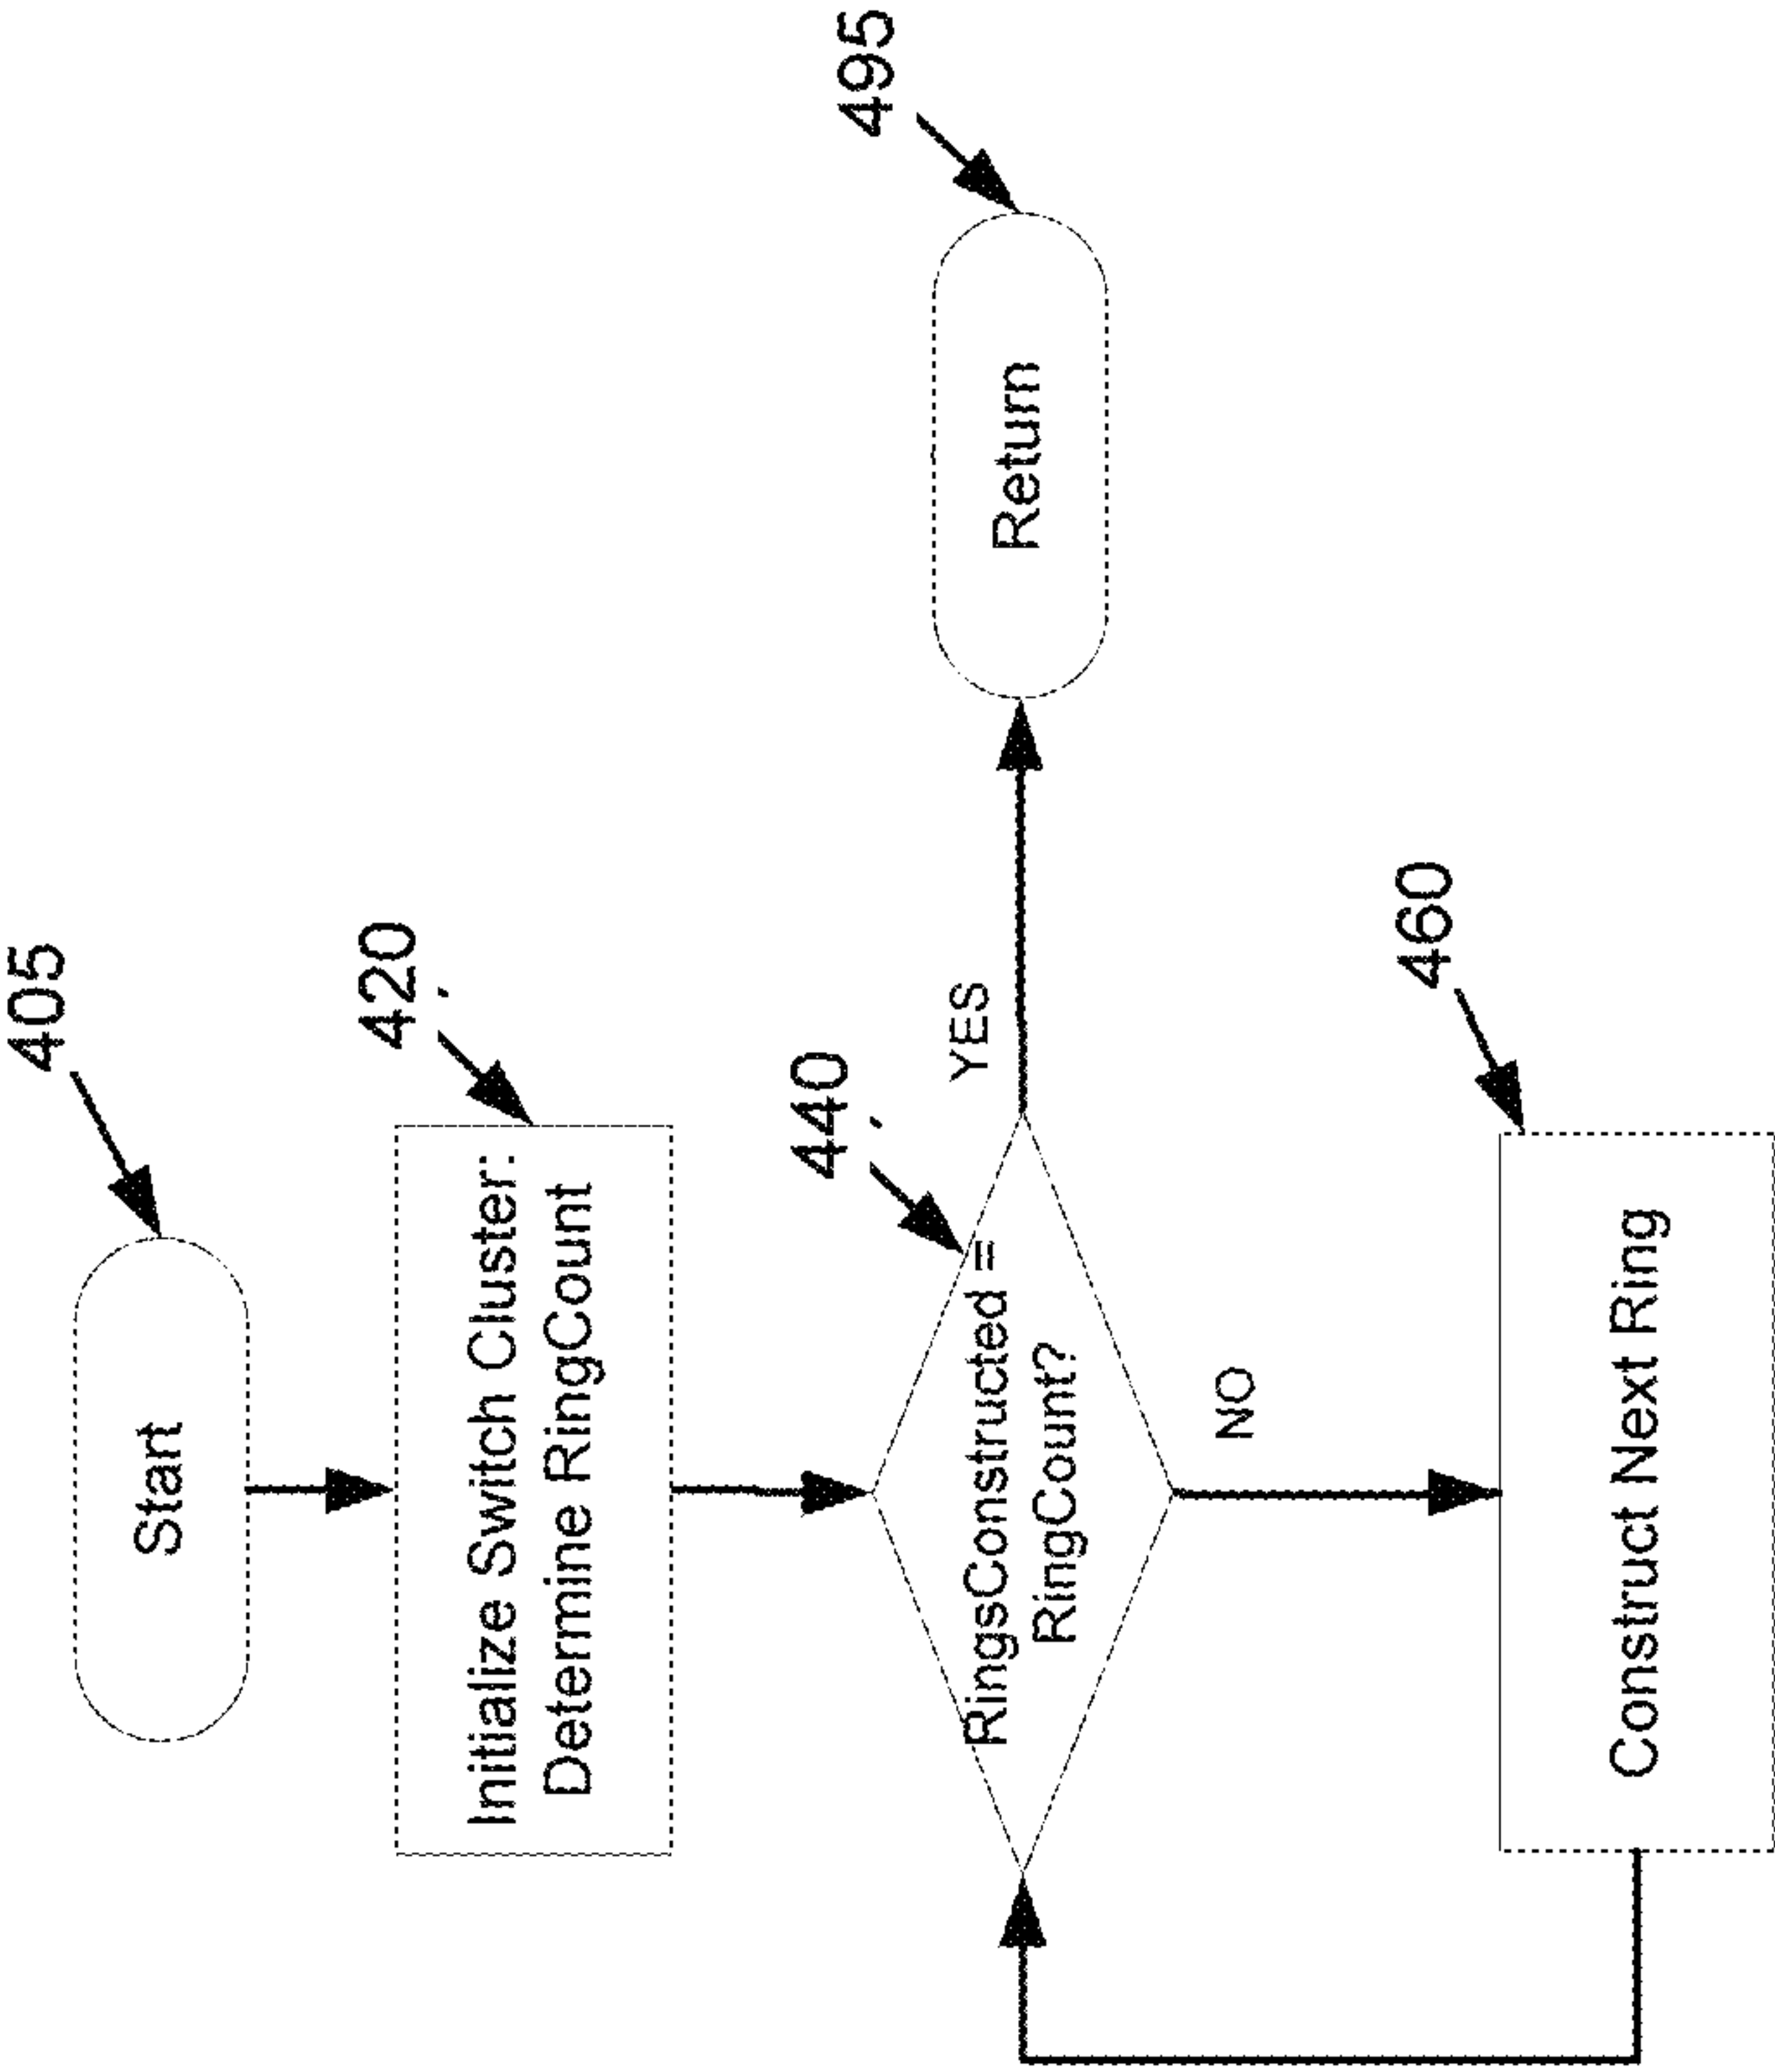 405
Start
420
Initialize Switch Cluster:
Determine RingCount
440
RingsConstructed =
RingCount?
YES
495
Return
NO
460
Construct Next Ring